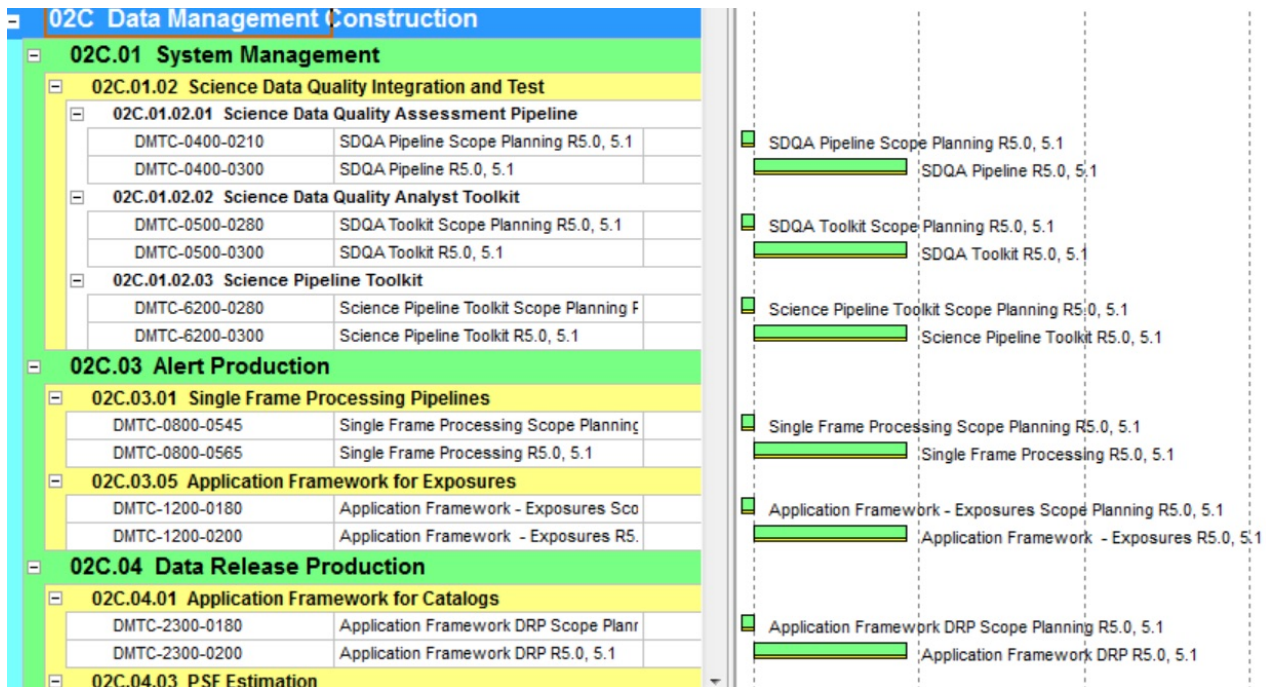 02C Data Management Construction
02C.01 System Management
02C.01.02 Science Data Quality Integration and Test
02C.01.02.01 Science Data Quality Assessment Pipeline
DMTC-0400-0210 SDQA Pipeline Scope Planning R5.0, 5.1 SDQA Pipeline Scope Planning R5.0, 5.1
DMTC-0400-0300 SDQA Pipeline R5.0, 5.1 SDQA Pipeline R5.0, 5.1
02C.01.02.02 Science Data Quality Analyst Toolkit
DMTC-0500-0280 SDQA Toolkit Scope Planning R5.0, 5.1 SDQA Toolkit Scope Planning R5.0, 5.1
DMTC-0500-0300 SDQA Toolkit R5.0, 5.1 SDQA Toolkit R5.0, 5.1
02C.01.02.03 Science Pipeline Toolkit
DMTC-6200-0280 Science Pipeline Toolkit Scope Planning Science Pipeline Toolkit Scope Planning R5.0, 5.1
DMTC-6200-0300 Science Pipeline Toolkit R5.0, 5.1 Science Pipeline Toolkit R5.0, 5.1
02C.03 Alert Production
02C.03.01 Single Frame Processing Pipelines
DMTC-0800-0545 Single Frame Processing Scope Planning Single Frame Processing Scope Planning R5.0, 5.1
DMTC-0800-0565 Single Frame Processing R5.0, 5.1 Single Frame Processing R5.0, 5.1
02C.03.05 Application Framework for Exposures
DMTC-1200-0180 Application Framework - Exposures Sco Application Framework - Exposures Scope Planning R5.0, 5.1
DMTC-1200-0200 Application Framework - Exposures R5. Application Framework - Exposures R5.0, 5.1
02C.04 Data Release Production
02C.04.01 Application Framework for Catalogs
DMTC-2300-0180 Application Framework DRP Scope Plan Application Framework DRP Scope Planning R5.0, 5.1
DMTC-2300-0200 Application Framework DRP R5.0, 5.1 Application Framework DRP R5.0, 5.1
02C.04.03 PSF Estimation